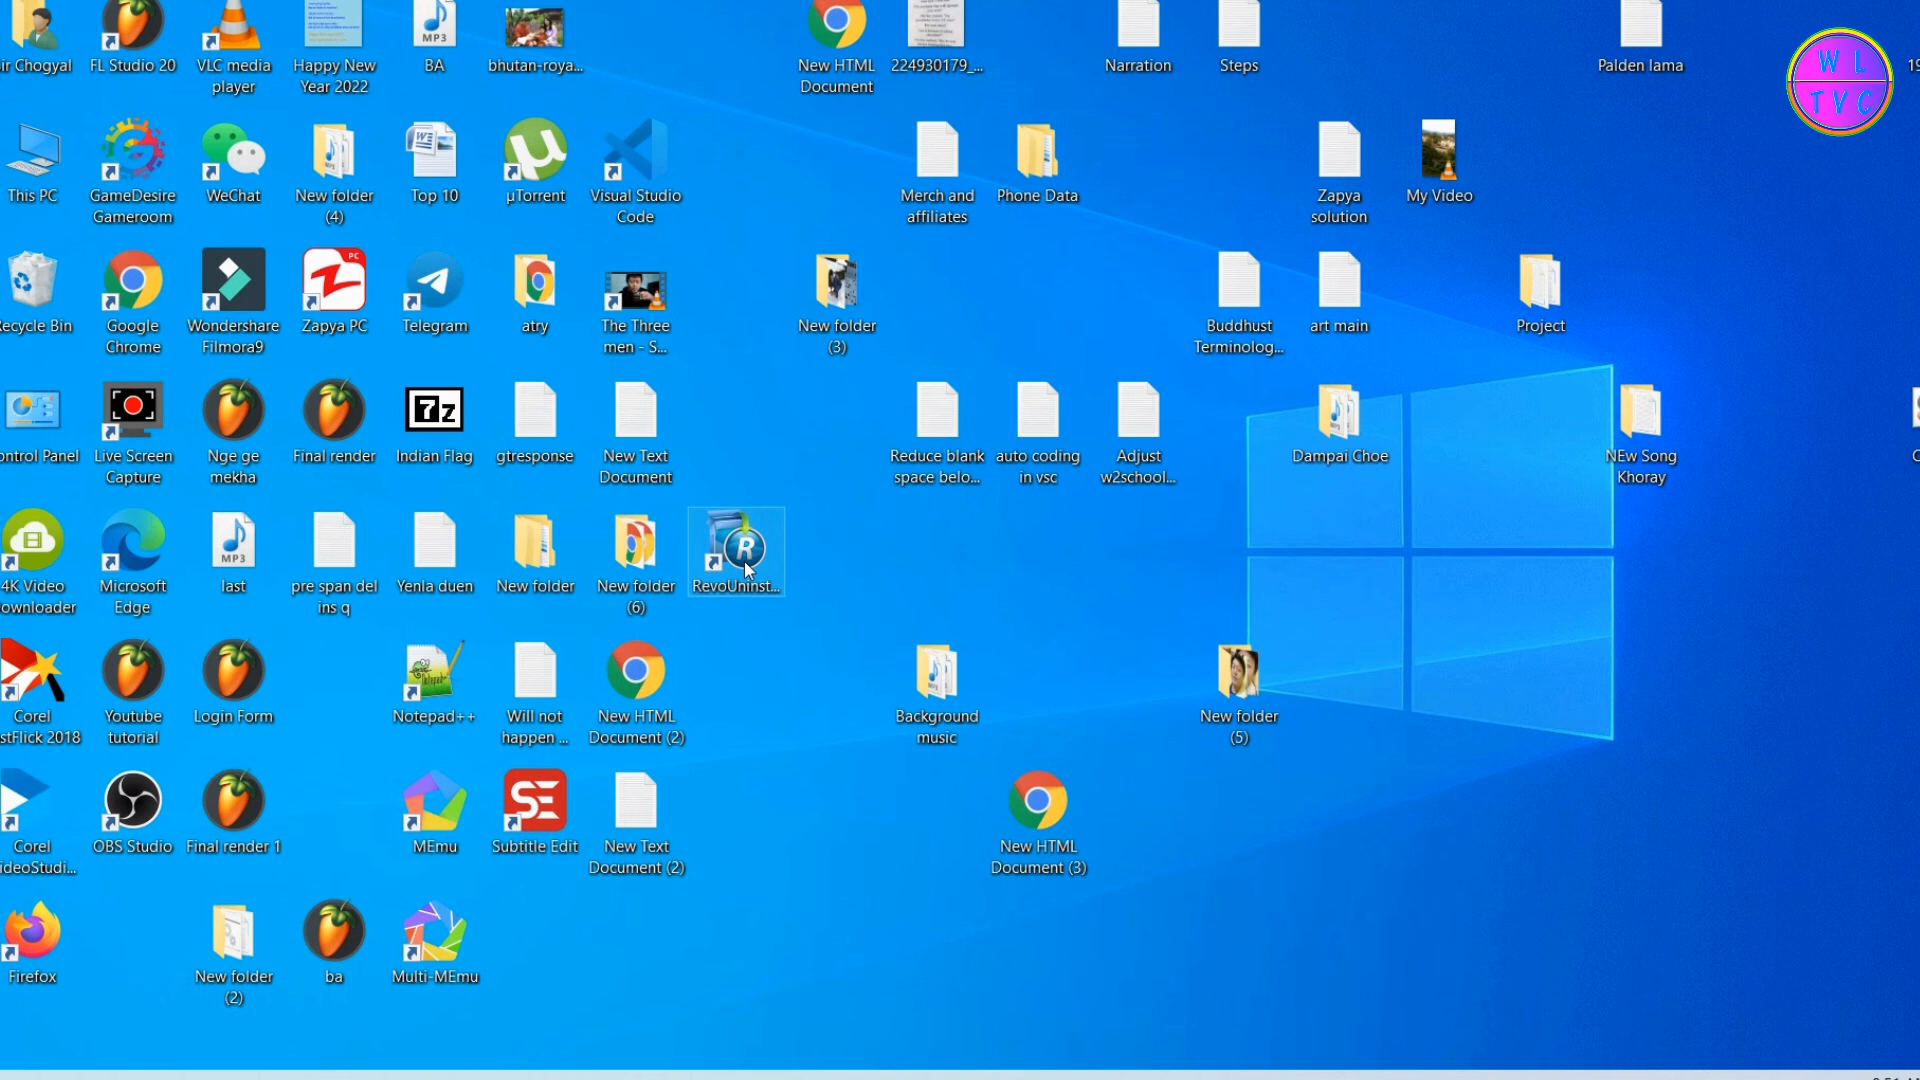 ir Chogyal
FL Studio 20
VLC media
player
Happy New
Year 2022
BA
bhutan-roya...
New HTML
Document
224930179_...
Narration
Steps
Palden lama
W L
T V C
This PC
GameDesire
Gameroom
WeChat
New folder
(4)
Top 10
µTorrent
Visual Studio
Code
Merch and
affiliates
Phone Data
Zapya
solution
My Video
ecycle Bin
Google
Chrome
Wondershare
Filmora9
Zapya PC
Telegram
atry
The Three
men - S...
New folder
(3)
Buddhust
Terminolog...
art main
Project
ontrol Panel
Live Screen
Capture
Nge ge
mekha
Final render
Indian Flag
gtresponse
New Text
Document
Reduce blank
space belo...
auto coding
in vsc
Adjust
w2school...
Dampai Choe
NEw Song
Khoray
4K Video
ownloader
Microsoft
Edge
last
pre span del
ins q
Yenla duen
New folder
New folder
(6)
RevoUninst...
Corel
stFlick 2018
Youtube
tutorial
Login Form
Notepad++
Will not
happen ...
New HTML
Document (2)
Background
music
New folder
(5)
Corel
ideoStudi...
OBS Studio
Final render 1
MEmu
Subtitle Edit
New Text
Document (2)
New HTML
Document (3)
Firefox
New folder
(2)
ba
Multi-MEmu